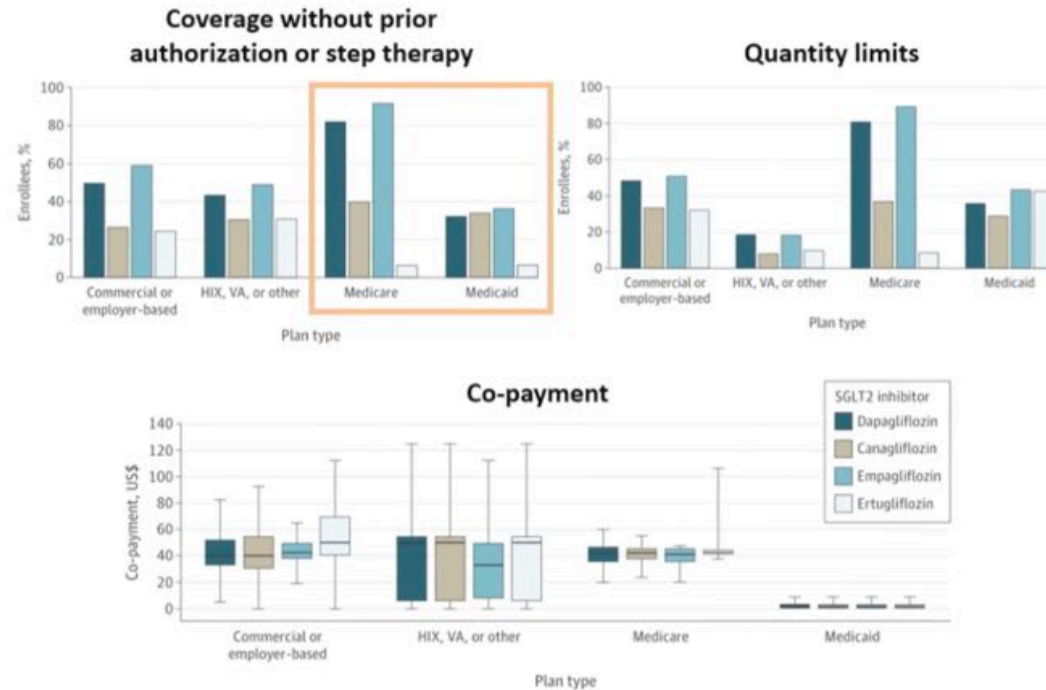 Coverage without prior
authorization or step therapy
100
80
60
40
20
0
Enrollees, %
Commercial or
employer-based
HIX, VA, or other
Medicare
Medicaid
Plan type
Quantity limits
100
80
60
40
20
0
Enrollees, %
Commercial or
employer-based
HIX, VA, or other
Medicare
Medicaid
Plan type
Co-payment
140
120
100
80
60
40
20
0
Co-payment, US$
Commercial or
employer-based
HIX, VA, or other
Medicare
Medicaid
Plan type
SGLT2 inhibitor
Dapagliflozin
Canagliflozin
Empagliflozin
Ertugliflozin